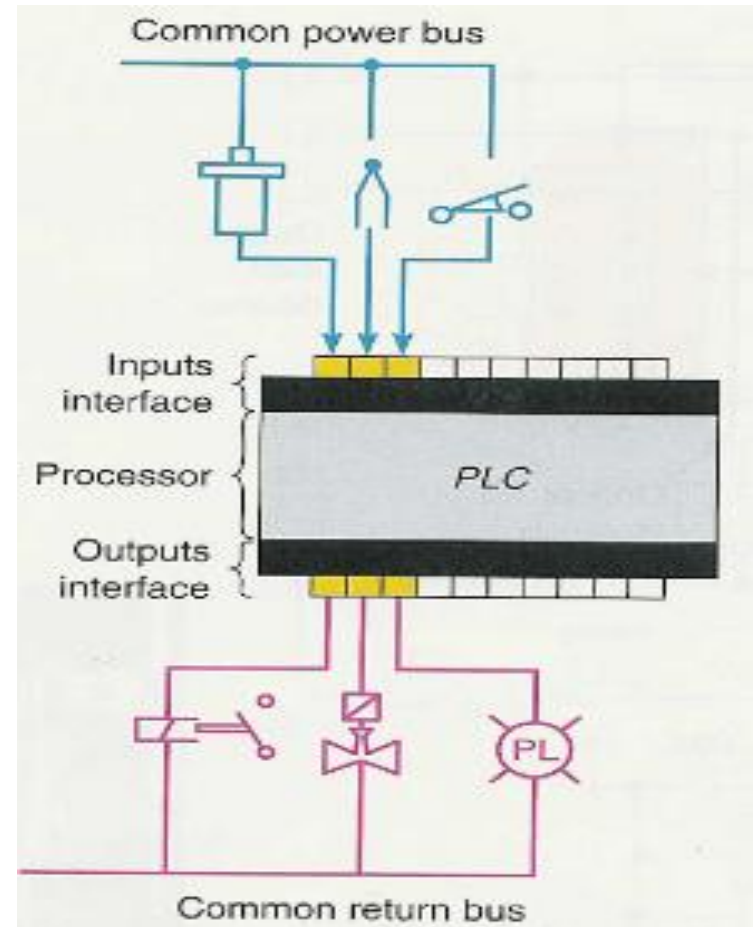 Common power bus
Inputs
interface
Processor
PLC
Outputs
interface
PL
Common return bus